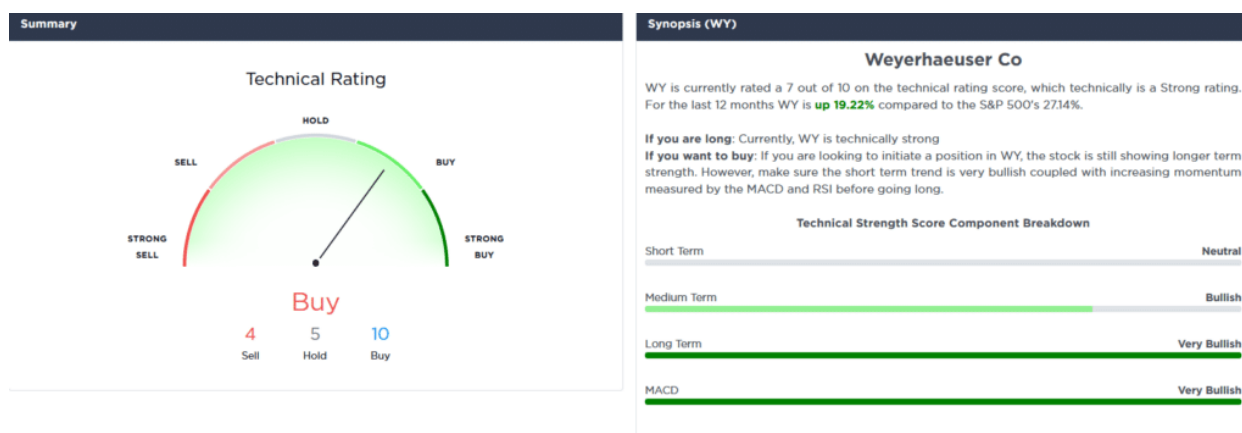 Summary
Technical Rating
HOLD
SELL
BUY
STRONG
SELL
STRONG
BUY
Buy
4 5 10
Sell Hold Buy
Synopsis (WY)
Weyerhaeuser Co
WY is currently rated a 7 out of 10 on the technical rating score, which technically is a Strong rating.
For the last 12 months WY is up 19.22% compared to the S&P 500's 27.14%.
If you are long: Currently, WY is technically strong
If you want to buy: If you are looking to initiate a position in WY, the stock is still showing longer term
strength. However, make sure the short term trend is very bullish coupled with increasing momentum
measured by the MACD and RSI before going long.
Technical Strength Score Component Breakdown
Short Term Neutral
Medium Term Bullish
Long Term Very Bullish
MACD Very Bullish